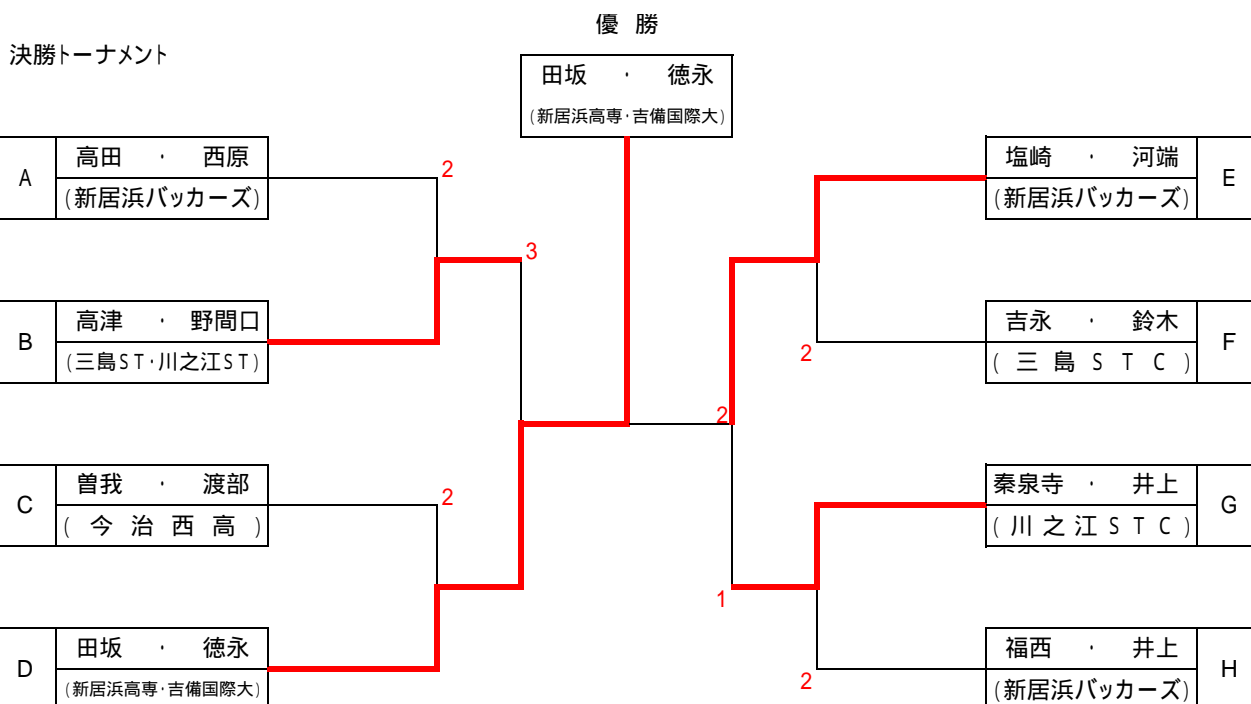 優 勝
決勝トーナメント
田坂 ・ 徳永
(新居浜高専・吉備国際大)
A
高田 ・ 西原
(新居浜バッカーズ)
2
塩崎 ・ 河端
(新居浜バッカーズ)
E
3
B
高津 ・ 野間口
(三島ST・川之江ST)
吉永 ・ 鈴木
(三島STC)
F
2
2
C
曽我 ・ 渡部
(今治西高)
2
秦泉寺 ・ 井上
(川之江STC)
G
1
D
田坂 ・ 徳永
(新居浜高専・吉備国際大)
2
福西 ・ 井上
(新居浜バッカーズ)
H